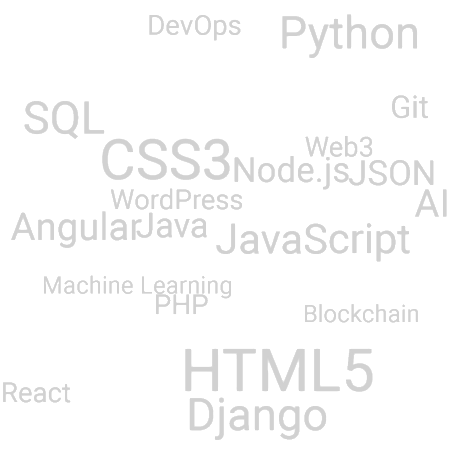 DevOps
Python
Git
SQL
Web3
CSS3
Node.js
JSON
WordPress
AI
Angular
Java
JavaScript
Machine Learning
PHP
Blockchain
HTML5
React
Django